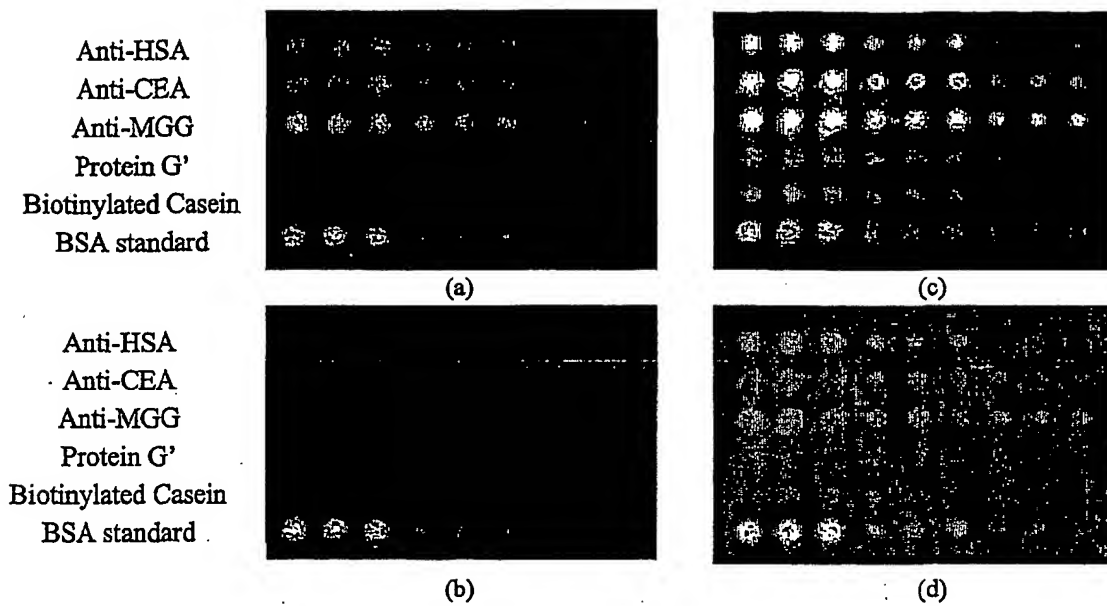 Anti-HSA
Anti-CEA
Anti-MGG
Protein G'
Biotinylated Casein
BSA standard
(a)
(c)
Anti-HSA
Anti-CEA
Anti-MGG
Protein G'
Biotinylated Casein
BSA standard
(b)
(d)